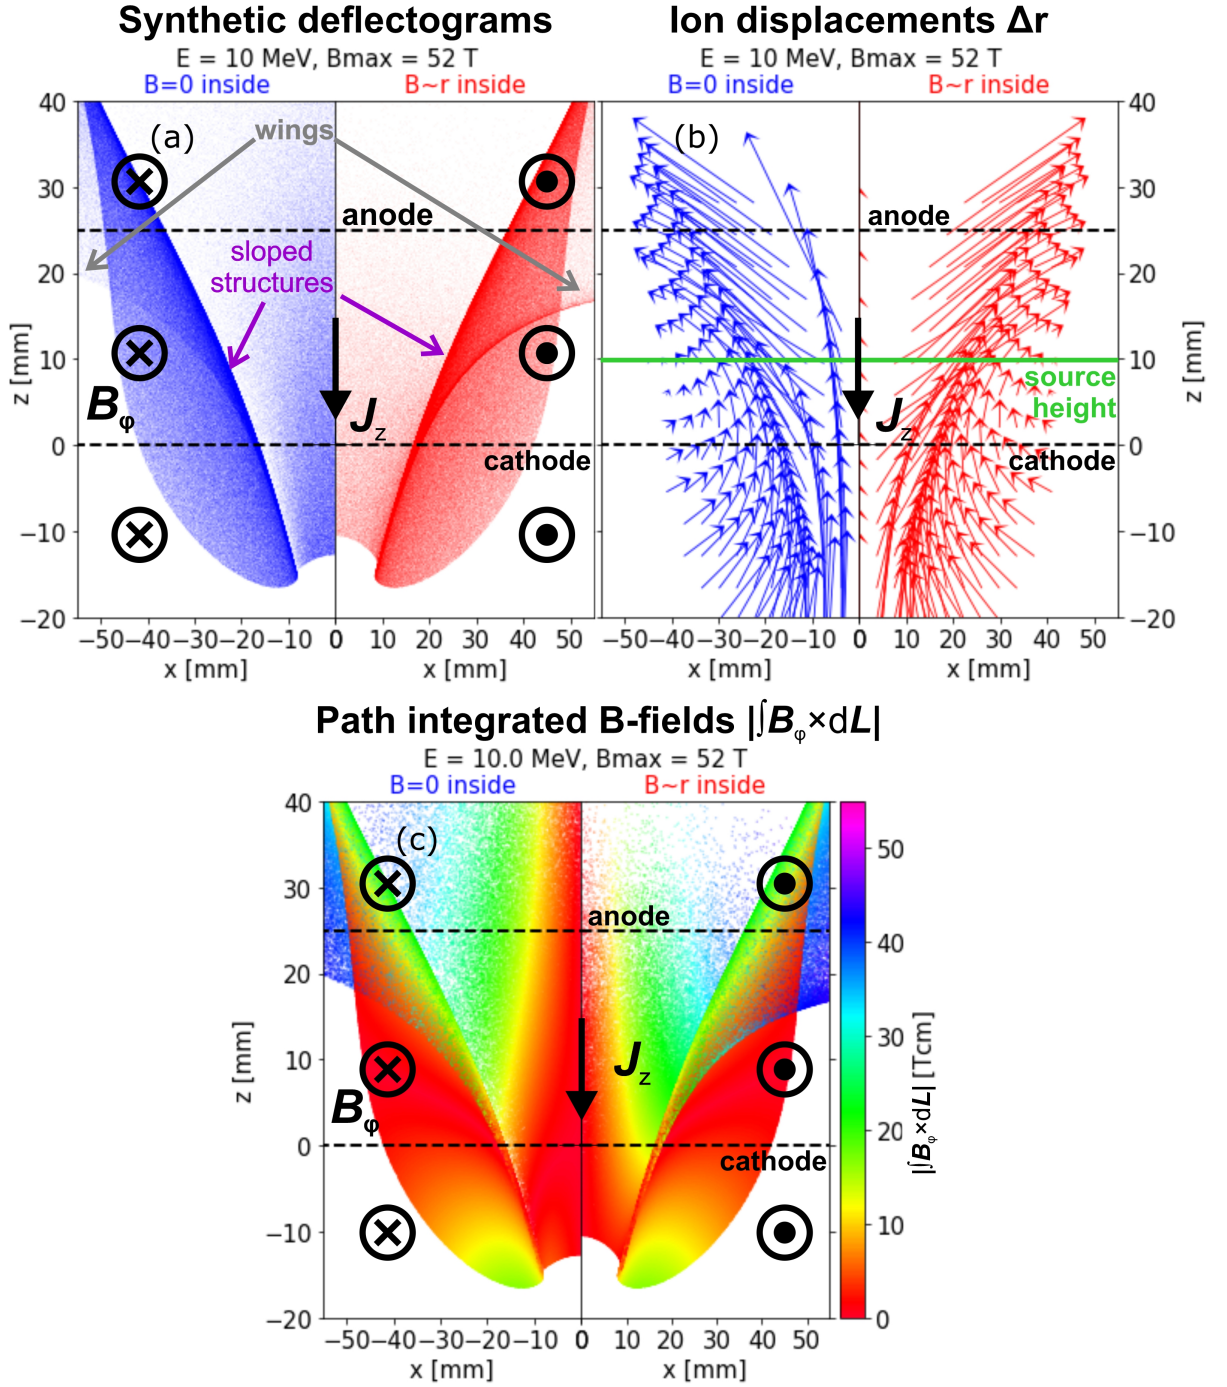 Synthetic deflectograms
E = 10 MeV, Bmax = 52 T
B=0 inside B~r inside
(a)
wings
anode
sloped
structures
Bφ
Jz
cathode
z [mm]
40
30
20
10
0
−10
−20
−50−40−30−20−10 0 10 20 30 40 50
x [mm] x [mm]
Ion displacements Δr
E = 10 MeV, Bmax = 52 T
B=0 inside B~r inside
(b)
anode
source
height
Jz
cathode
40
30
20
10
0
−10
−20
z [mm]
−50−40−30−20−10 0 10 20 30 40 50
x [mm] x [mm]
Path integrated B-fields |∫Bφ×dL|
E = 10.0 MeV, Bmax = 52 T
B=0 inside B~r inside
(c)
anode
Jz
Bφ
cathode
z [mm]
40
30
20
10
0
−10
−20
−50−40−30−20−10 0 10 20 30 40 50
x [mm] x [mm]
50
40
30
20
10
0
|∫Bφ×dL| [Tcm]